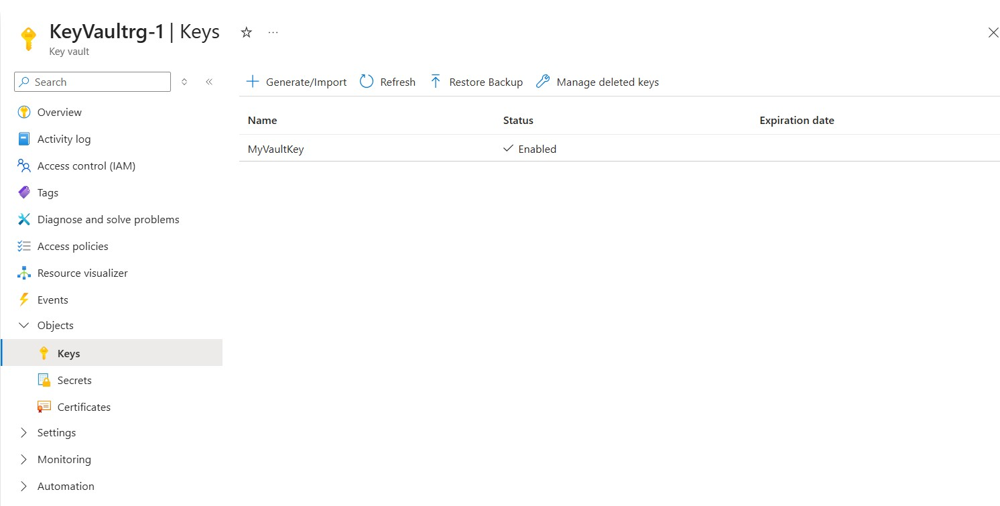 KeyVaultrg-1 | Keys
Key vault
Search
Generate/Import Refresh Restore Backup Manage deleted keys
Overview
Activity log
Access control (IAM)
Tags
Diagnose and solve problems
Access policies
Resource visualizer
Events
Objects
Keys
Secrets
Certificates
Settings
Monitoring
Automation
Name Status Expiration date
MyVaultKey Enabled